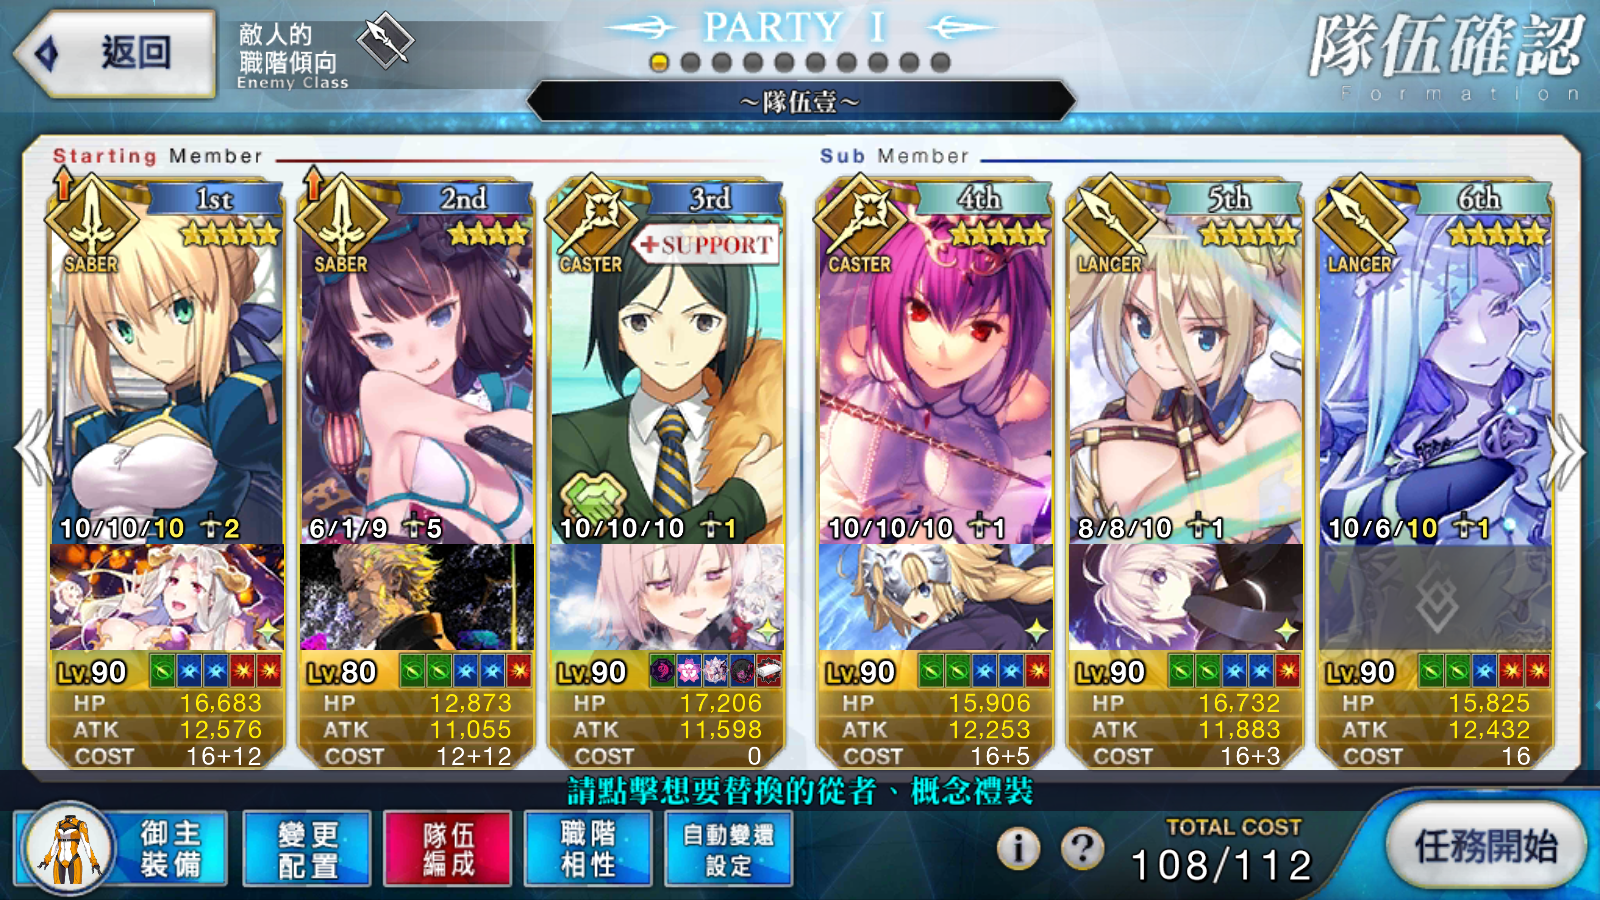 返回
敵人的
職階傾向
Enemy Class
PARTY 1
～隊伍壹～
隊伍確認
Formation
Starting Member
Sub Member
1st
SABER
10/10/10 2
Lv.90
HP 16,683
ATK 12,576
COST 16+12
2nd
SABER
6/1/9 5
Lv.80
HP 12,873
ATK 11,055
COST 12+12
3rd
SUPPORT
CASTER
10/10/10 1
Lv.90
HP 17,206
ATK 11,598
COST 0
4th
CASTER
10/10/10 1
Lv.90
HP 15,906
ATK 12,253
COST 16+5
5th
LANCER
8/8/10 1
Lv.90
HP 16,732
ATK 11,883
COST 16+3
6th
LANCER
10/6/10 1
Lv.90
HP 15,825
ATK 12,432
COST 16
請點擊想要替換的從者、概念禮裝
御主
裝備
變更
配置
隊伍
編成
職階
相性
自動變還
設定
i
?
TOTAL COST
108/112
任務開始